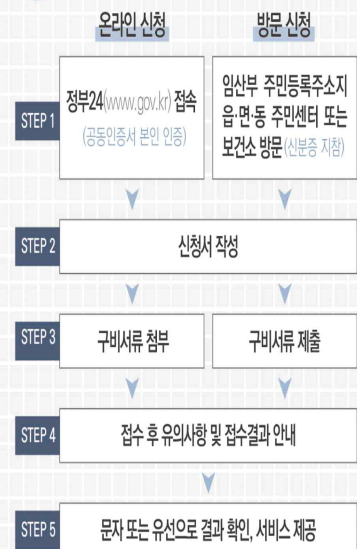 온라인 신청
방문 신청
STEP 1
정부24(www.gov.kr) 접속
(공동인증서 본인 인증)
임산부 주민등록주소지
읍·면·동 주민센터 또는
보건소 방문(신분증 지참)
STEP 2
신청서 작성
STEP 3
구비서류 첨부
구비서류 제출
STEP 4
접수 후 유의사항 및 접수결과 안내
STEP 5
문자 또는 유선으로 결과 확인, 서비스 제공